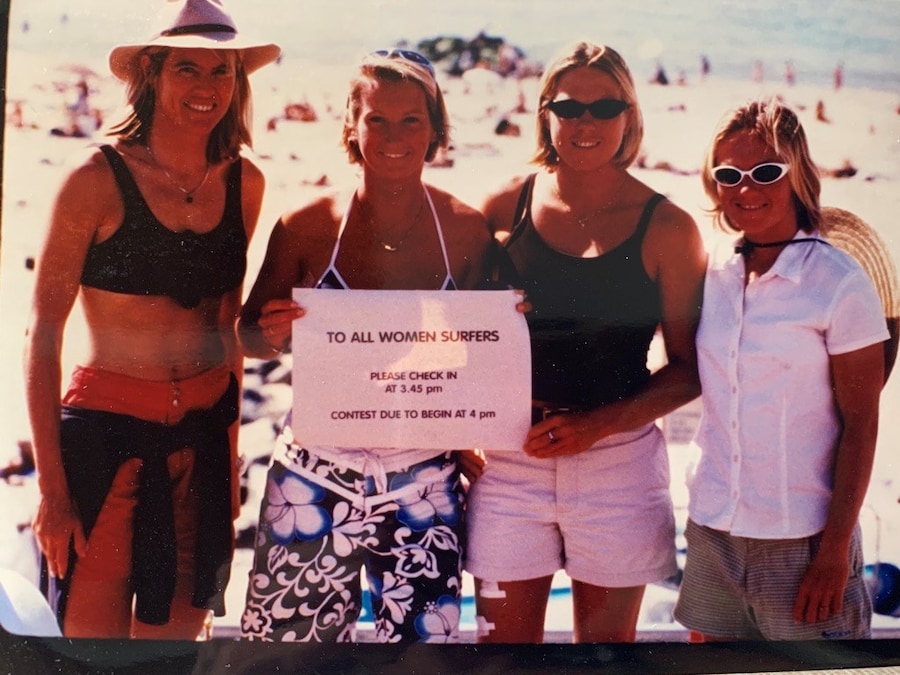 TO ALL WOMEN SURFERS
PLEASE CHECK IN
AT 3.45 pm
CONTEST DUE TO BEGIN AT 4 pm